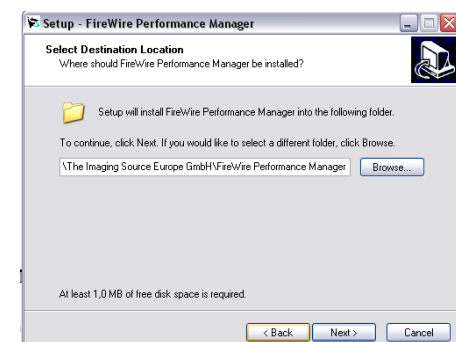 Setup - FireWire Performance Manager
Select Destination Location
Where should FireWire Performance Manager be installed?
Setup will install FireWire Performance Manager into the following folder.
To continue, click Next. If you would like to select a different folder, click Browse.
\The Imaging Source Europe GmbH\FireWire Performance Manager
Browse...
At least 1,0 MB of free disk space is required.
< Back Next > Cancel